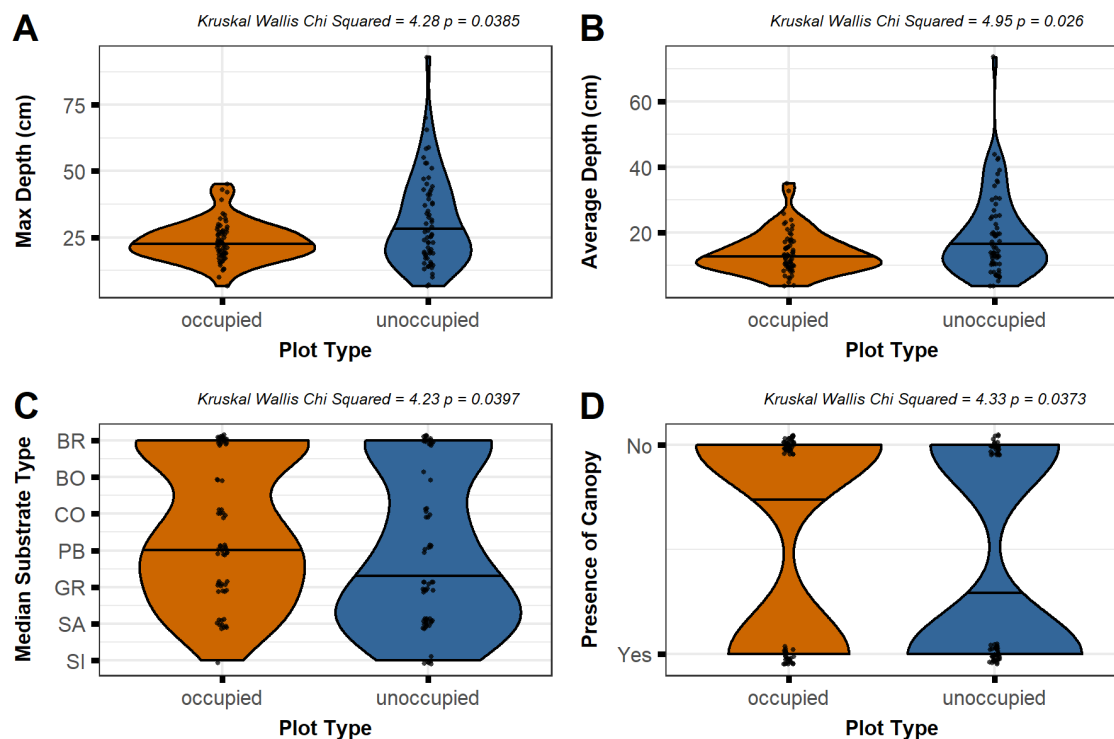 A
Kruskal Wallis Chi Squared = 4.28 p = 0.0385
Max Depth (cm)
75
50
25
occupied
unoccupied
Plot Type
B
Kruskal Wallis Chi Squared = 4.95 p = 0.026
Average Depth (cm)
60
40
20
occupied
unoccupied
Plot Type
C
Kruskal Wallis Chi Squared = 4.23 p = 0.0397
Median Substrate Type
BR
BO
CO
PB
GR
SA
SI
occupied
unoccupied
Plot Type
D
Kruskal Wallis Chi Squared = 4.33 p = 0.0373
Presence of Canopy
No
Yes
occupied
unoccupied
Plot Type